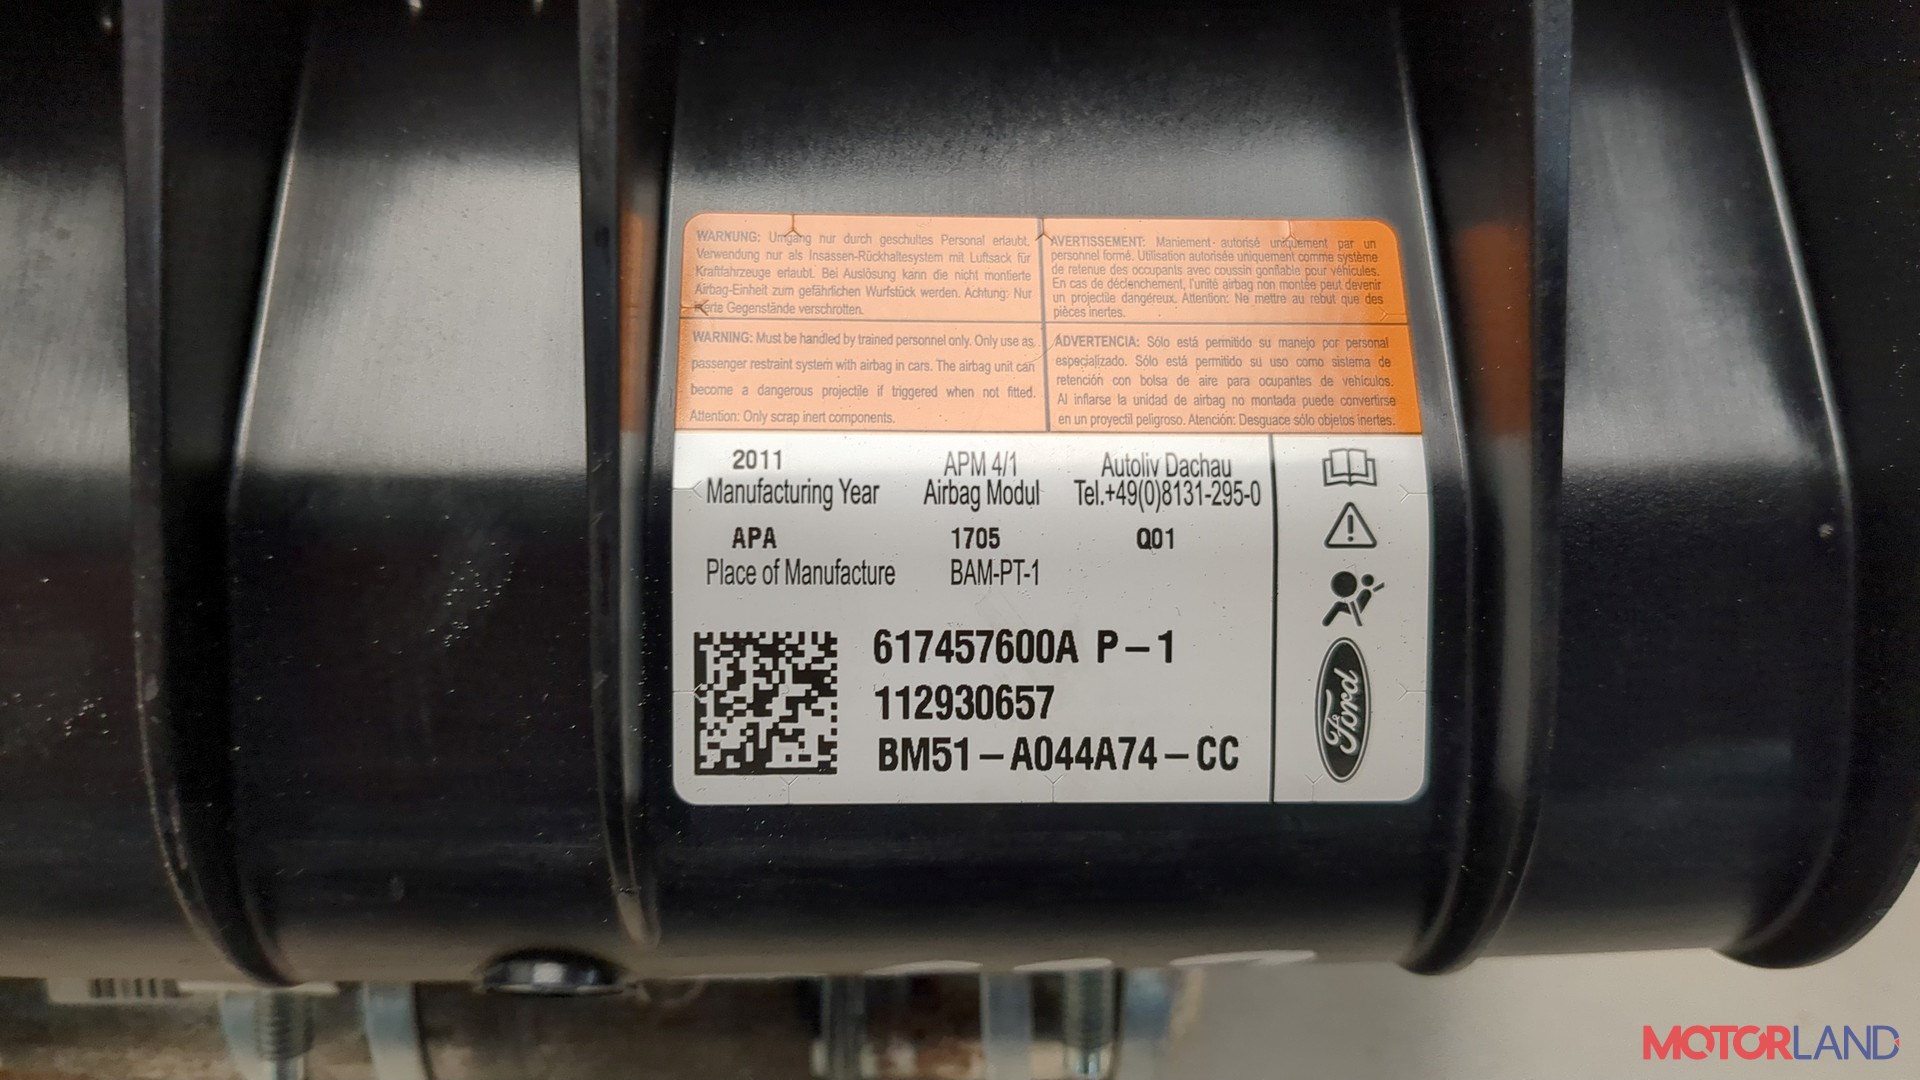 WARNUNG: Umgang nur durch geschultes Personal erlaubt.
Verwendung nur als Insassen-Rückhaltesystem mit Luftsack für
Kraftfahrzeuge erlaubt. Bei Auslösung kann die nicht montierte
Airbag-Einheit zum gefährlichen Wurfstück werden. Achtung: Nur
Gegenstände verschrotten.
AVERTISSEMENT: Maniement autorisé uniquement par un
personnel formé. Utilisation autorisée uniquement comme système
de retenue des occupants avec coussin gonflable pour véhicules.
En cas de déclenchement, l'unité airbag non montée peut devenir
un projectile dangéreux. Attention: Ne mettre au rebut que des
pièces inertes.
WARNING: Must be handled by trained personnel only. Only use as
passenger restraint system with airbag in cars. The airbag unit can
become a dangerous projectile if triggered when not fitted.
Attention: Only scrap inert components.
ADVERTENCIA: Sólo está permitido su manejo por personal
especializado. Sólo está permitido su uso como sistema de
retención con bolsa de aire para ocupantes de vehículos.
Al inflarse la unidad de airbag no montada puede convertirse
en un proyectil peligroso. Atención: Desguace sólo objetos inertes.
2011 APM 4/1 Autoliv Dachau
Manufacturing Year Airbag Modul Tel.+49(0)8131-295-0
APA 1705 Q01
Place of Manufacture BAM-PT-1
617457600A P-1
112930657
BM51-A044A74-CC
Ford
MOTORLAND